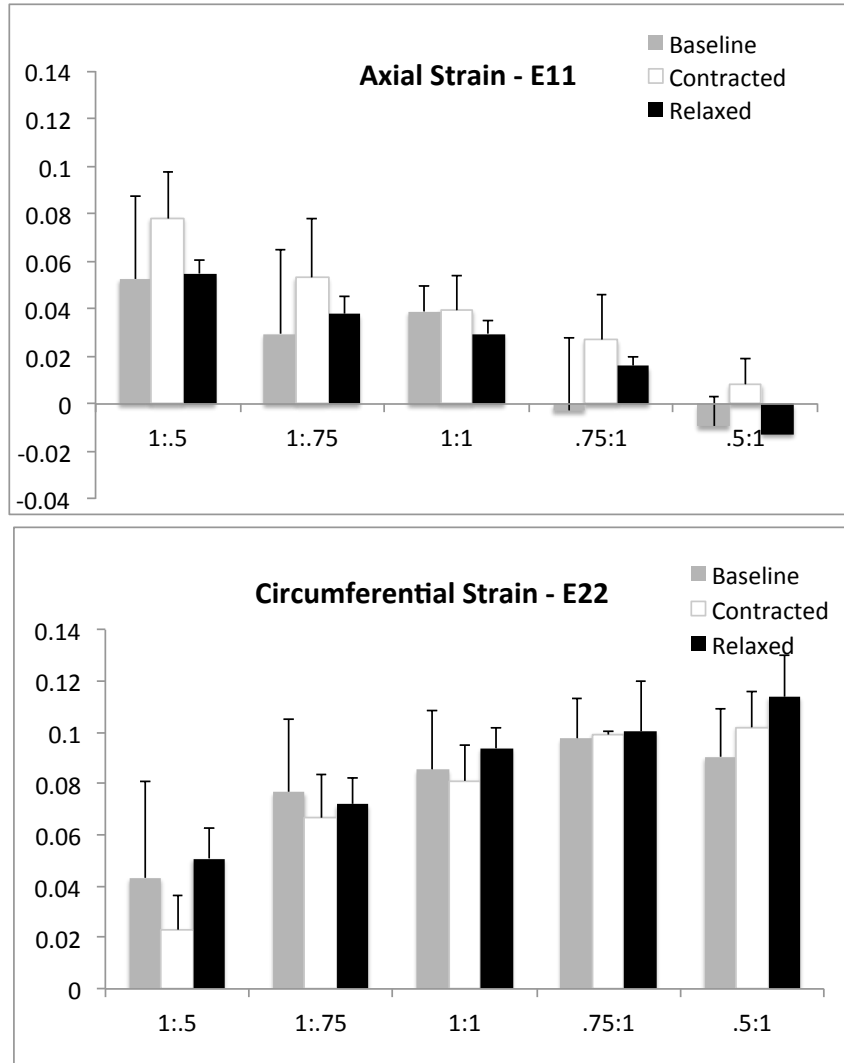 Axial Strain - E11
Baseline
Contracted
Relaxed
0.14
0.12
0.1
0.08
0.06
0.04
0.02
0
-0.02
-0.04
1:.5 1:.75 1:1 .75:1 .5:1
Circumferential Strain - E22
Baseline
Contracted
Relaxed
0.14
0.12
0.1
0.08
0.06
0.04
0.02
0
1:.5 1:.75 1:1 .75:1 .5:1